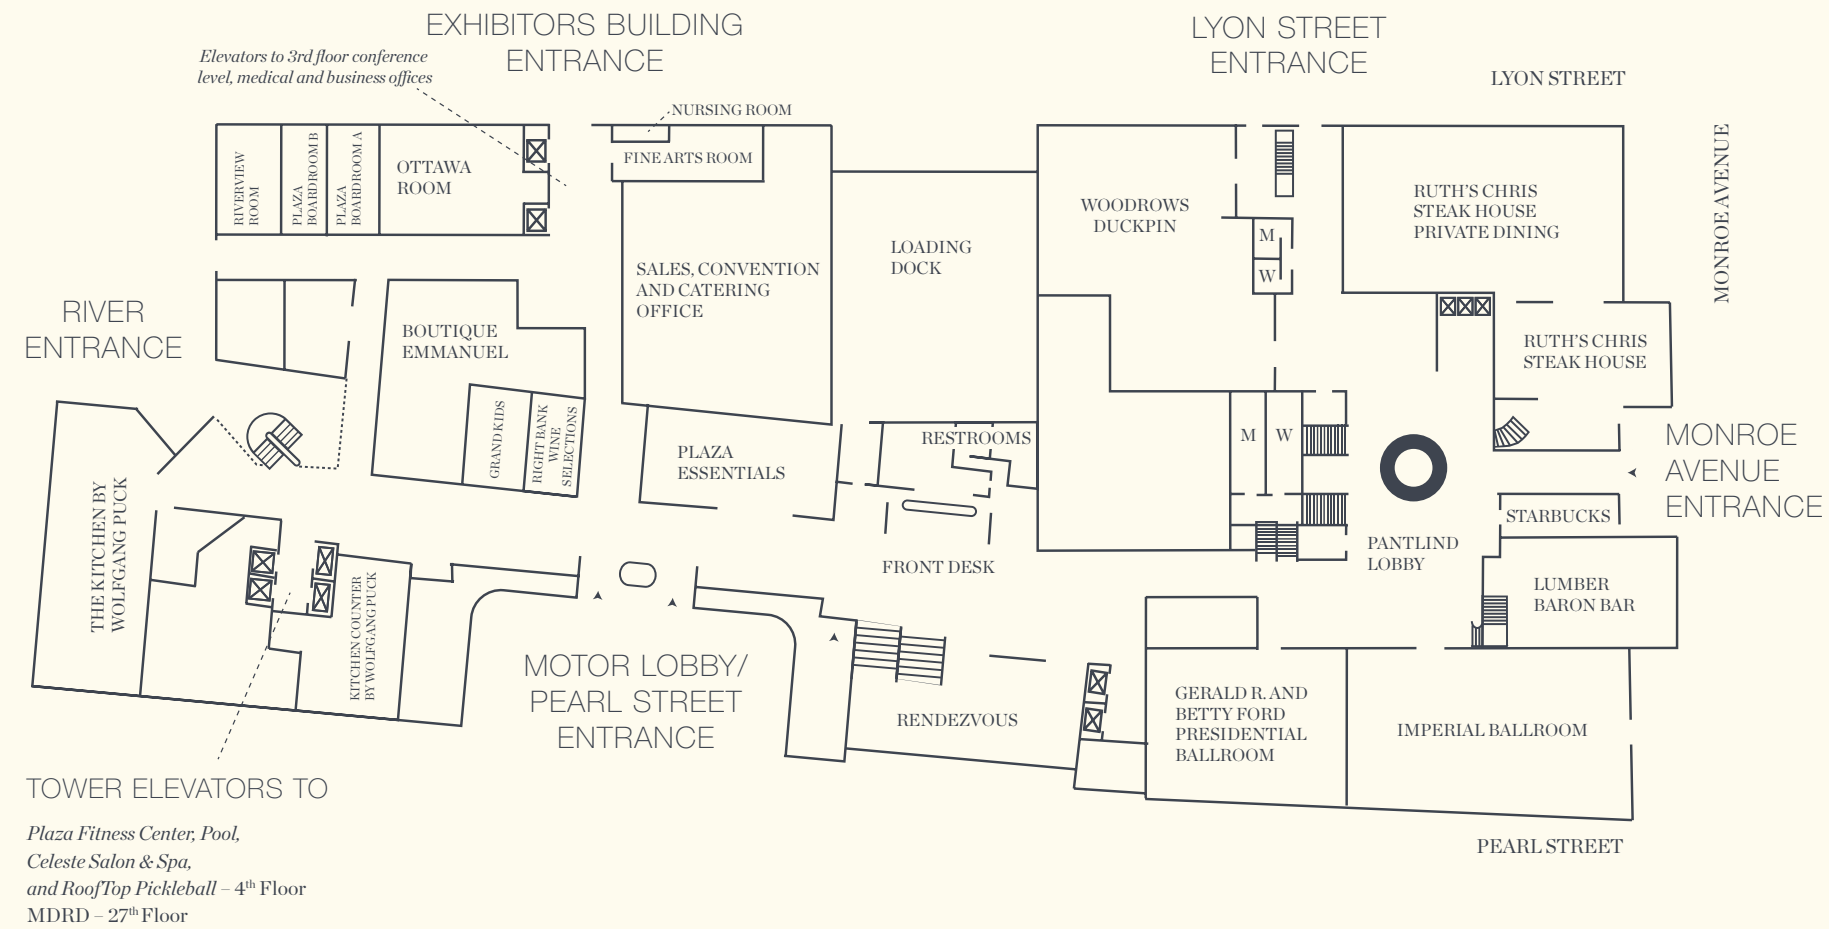 EXHIBITORS BUILDING
ENTRANCE
LYON STREET
ENTRANCE
Elevators to 3rd floor conference
level, medical and business offices
LYON STREET
MONROE AVENUE
NURSING ROOM
FINE ARTS ROOM
RIVERVIEW
ROOM
PLAZA
BOARDROOM B
PLAZA
BOARDROOM A
OTTAWA
ROOM
WOODROWS
DUCKPIN
M
W
RUTH'S CHRIS
STEAK HOUSE
PRIVATE DINING
LOADING
DOCK
SALES, CONVENTION
AND CATERING
OFFICE
RIVER
ENTRANCE
BOUTIQUE
EMMANUEL
RUTH'S CHRIS
STEAK HOUSE
GRAND KIDS
RIGHT BANK
WINE
SELECTIONS
PLAZA
ESSENTIALS
RESTROOMS
M
W
MONROE
AVENUE
ENTRANCE
THE KITCHEN BY
WOLFGANG PUCK
STARBUCKS
PANTLIND
LOBBY
FRONT DESK
LUMBER
BARON BAR
KITCHEN COUNTER
BY WOLFGANG PUCK
MOTOR LOBBY/
PEARL STREET
ENTRANCE
RENDEZVOUS
GERALD R. AND
BETTY FORD
PRESIDENTIAL
BALLROOM
IMPERIAL BALLROOM
TOWER ELEVATORS TO
Plaza Fitness Center, Pool,
Celeste Salon & Spa,
and RoofTop Pickleball – 4th Floor
MDRD – 27th Floor
PEARL STREET